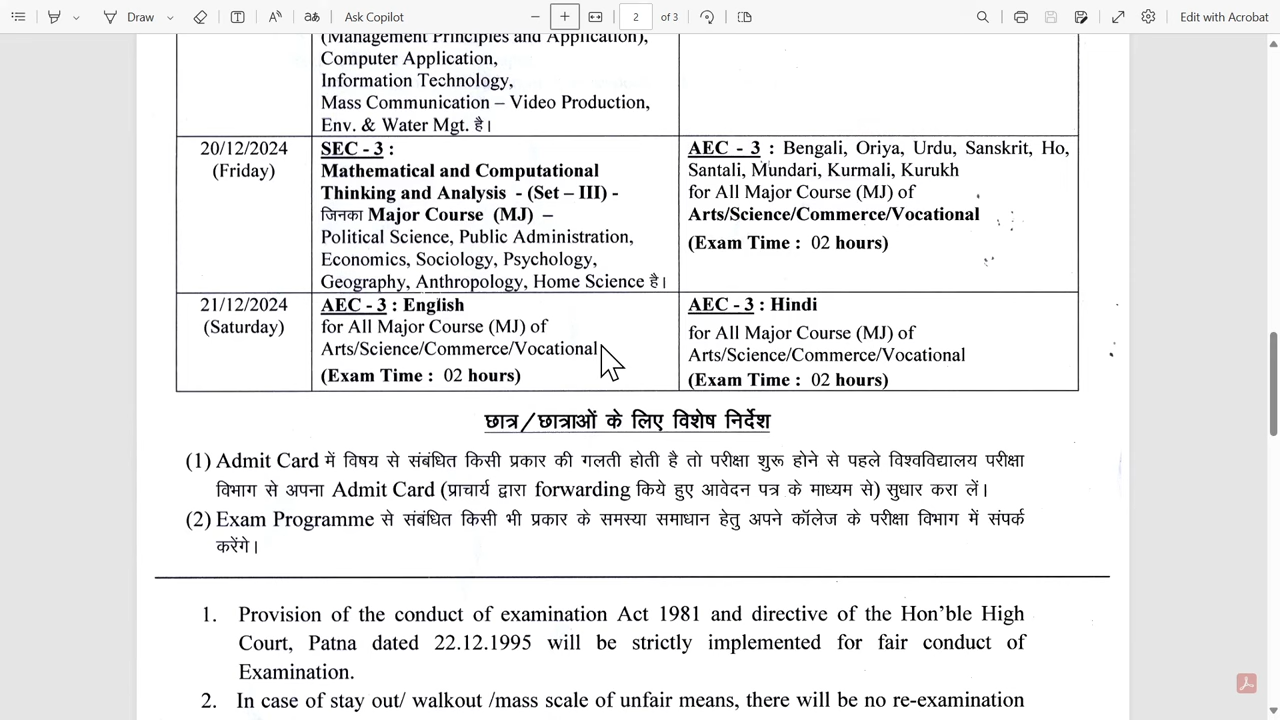 Draw
Ask Copilot
2 of 3
Edit with Acrobat
(Management Principles and Application),
Computer Application,
Information Technology,
Mass Communication – Video Production,
Env. & Water Mgt. है।
20/12/2024
(Friday)
SEC - 3 :
Mathematical and Computational
Thinking and Analysis - (Set – III) -
जिनका Major Course (MJ) –
Political Science, Public Administration,
Economics, Sociology, Psychology,
Geography, Anthropology, Home Science है।
AEC - 3 : Bengali, Oriya, Urdu, Sanskrit, Ho,
Santali, Mundari, Kurmali, Kurukh
for All Major Course (MJ) of
Arts/Science/Commerce/Vocational
(Exam Time : 02 hours)
21/12/2024
(Saturday)
AEC - 3 : English
for All Major Course (MJ) of
Arts/Science/Commerce/Vocational
(Exam Time : 02 hours)
AEC - 3 : Hindi
for All Major Course (MJ) of
Arts/Science/Commerce/Vocational
(Exam Time : 02 hours)
छात्र/छात्राओं के लिए विशेष निर्देश
(1) Admit Card में विषय से संबंधित किसी प्रकार की गलती होती है तो परीक्षा शुरू होने से पहले विश्वविद्यालय परीक्षा
विभाग से अपना Admit Card (प्राचार्य द्वारा forwarding किये हुए आवेदन पत्र के माध्यम से) सुधार करा लें।
(2) Exam Programme से संबंधित किसी भी प्रकार के समस्या समाधान हेतु अपने कॉलेज के परीक्षा विभाग में संपर्क
करेंगे।
1. Provision of the conduct of examination Act 1981 and directive of the Hon'ble High
Court, Patna dated 22.12.1995 will be strictly implemented for fair conduct of
Examination.
2. In case of stay out/ walkout /mass scale of unfair means, there will be no re-examination